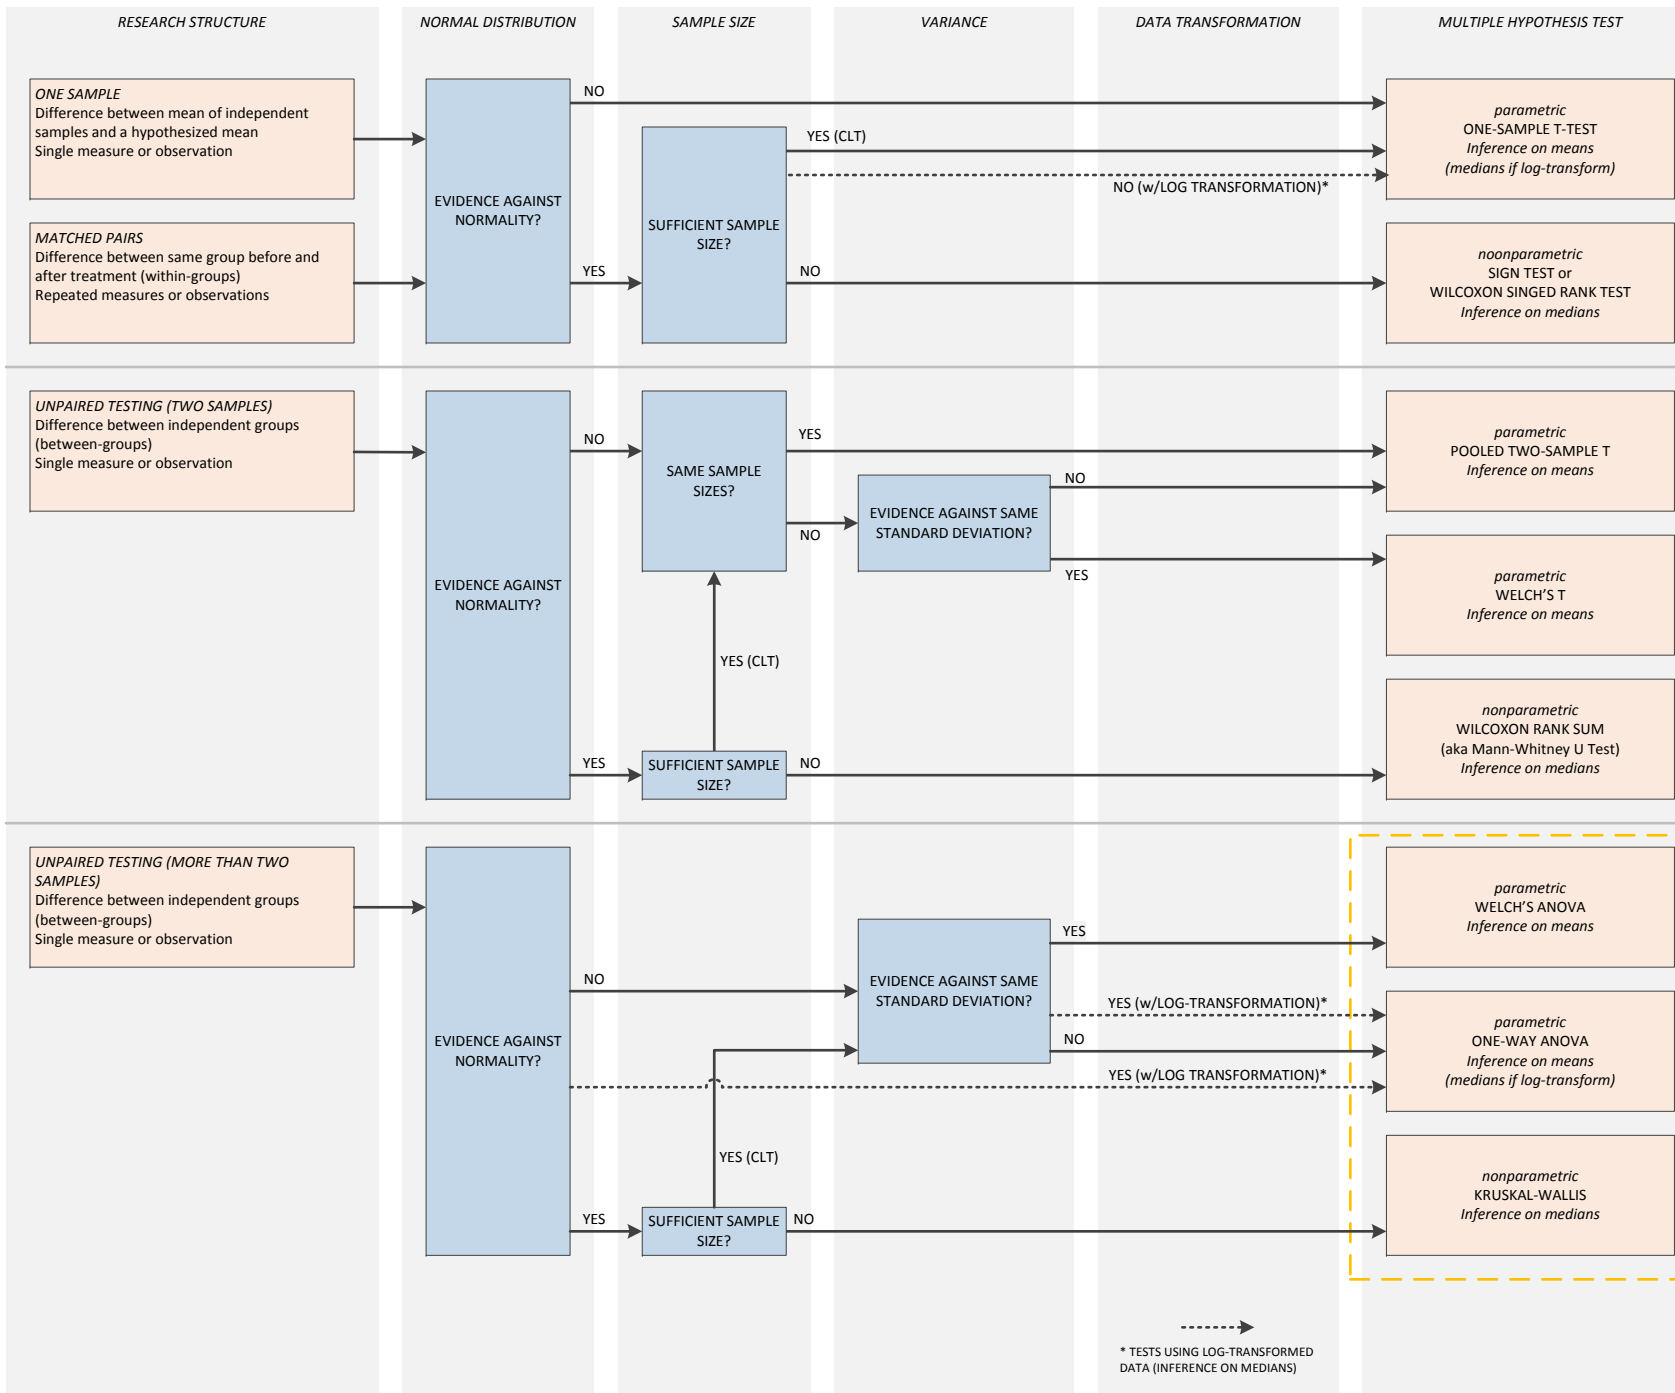 RESEARCH STRUCTURE
NORMAL DISTRIBUTION
SAMPLE SIZE
VARIANCE
DATA TRANSFORMATION
MULTIPLE HYPOTHESIS TEST
ONE SAMPLE
Difference between mean of independent
samples and a hypothesized mean
Single measure or observation
MATCHED PAIRS
Difference between same group before and
after treatment (within-groups)
Repeated measures or observations
EVIDENCE AGAINST
NORMALITY?
NO
YES
SUFFICIENT SAMPLE
SIZE?
YES (CLT)
NO (w/LOG TRANSFORMATION)*
NO
parametric
ONE-SAMPLE T-TEST
Inference on means
(medians if log-transform)
noonparametric
SIGN TEST or
WILCOXON SINGED RANK TEST
Inference on medians
UNPAIRED TESTING (TWO SAMPLES)
Difference between independent groups
(between-groups)
Single measure or observation
EVIDENCE AGAINST
NORMALITY?
NO
YES
SAME SAMPLE
SIZES?
YES
NO
YES (CLT)
SUFFICIENT SAMPLE
SIZE?
NO
EVIDENCE AGAINST SAME
STANDARD DEVIATION?
NO
YES
parametric
POOLED TWO-SAMPLE T
Inference on means
parametric
WELCH'S T
Inference on means
nonparametric
WILCOXON RANK SUM
(aka Mann-Whitney U Test)
Inference on medians
UNPAIRED TESTING (MORE THAN TWO
SAMPLES)
Difference between independent groups
(between-groups)
Single measure or observation
EVIDENCE AGAINST
NORMALITY?
NO
YES (w/LOG TRANSFORMATION)*
YES
SUFFICIENT SAMPLE
SIZE?
YES (CLT)
NO
EVIDENCE AGAINST SAME
STANDARD DEVIATION?
YES
YES (w/LOG-TRANSFORMATION)*
NO
parametric
WELCH'S ANOVA
Inference on means
parametric
ONE-WAY ANOVA
Inference on means
(medians if log-transform)
nonparametric
KRUSKAL-WALLIS
Inference on medians
* TESTS USING LOG-TRANSFORMED
DATA (INFERENCE ON MEDIANS)